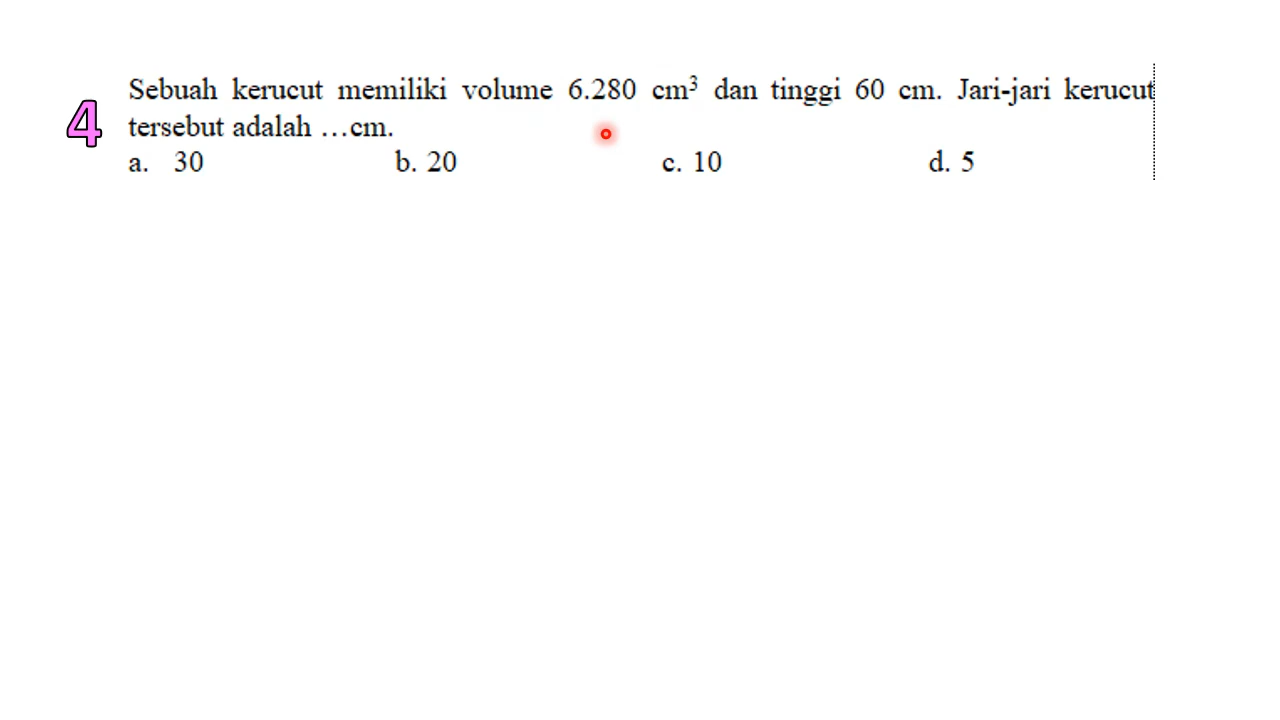 4
Sebuah kerucut memiliki volume 6.280 cm³ dan tinggi 60 cm. Jari-jari kerucut
tersebut adalah …cm.
a. 30 b. 20 c. 10 d. 5